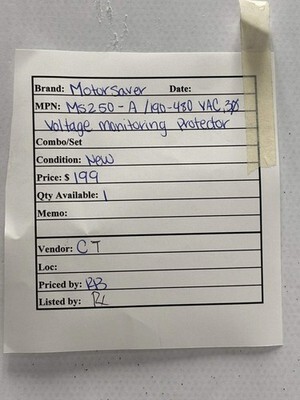 Brand: Motorsaver Date:
MPN: MS250-A /190-480 VAC, 3Ø
Voltage monitoring protector
Combo/Set
Condition: New
Price: $ 199
Qty Available: 1
Memo:
Vendor: CT
Loc:
Priced by: RB
Listed by: RL